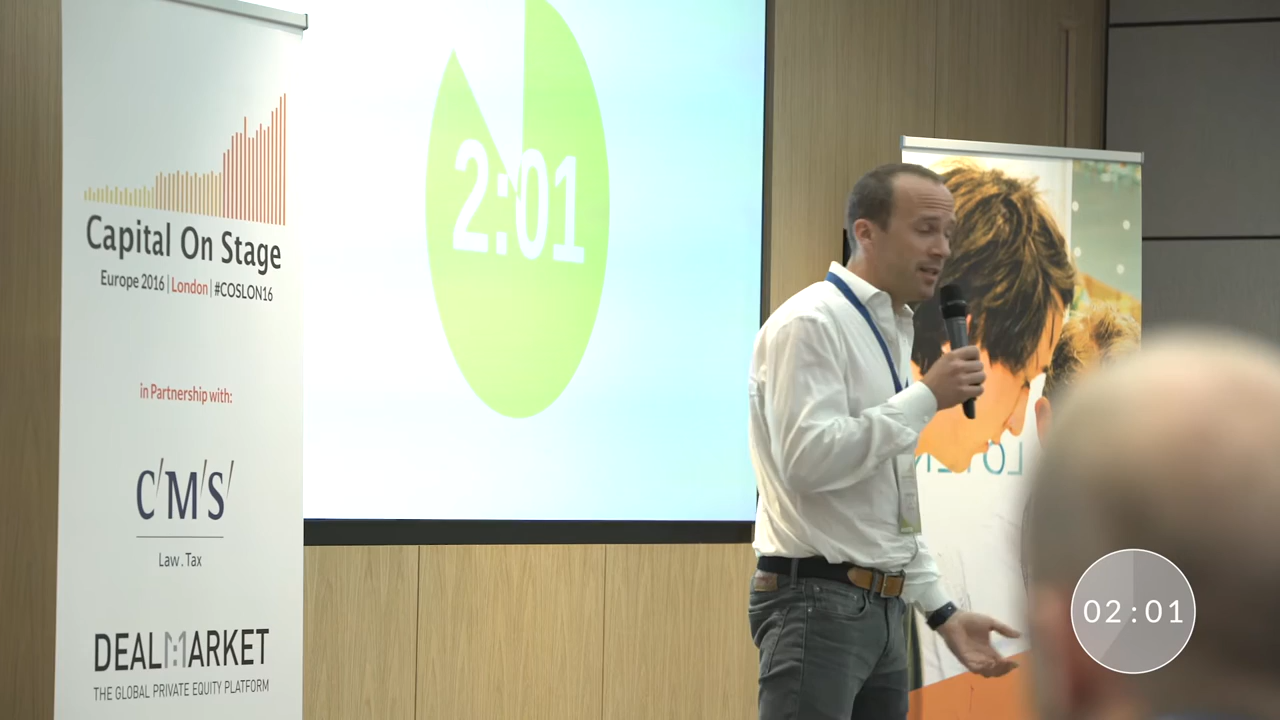 Capital On Stage
Europe 2016 | London | #COSLON16
in Partnership with:
C/M/S/
Law . Tax
DEALMARKET
THE GLOBAL PRIVATE EQUITY PLATFORM
2:01
02:01